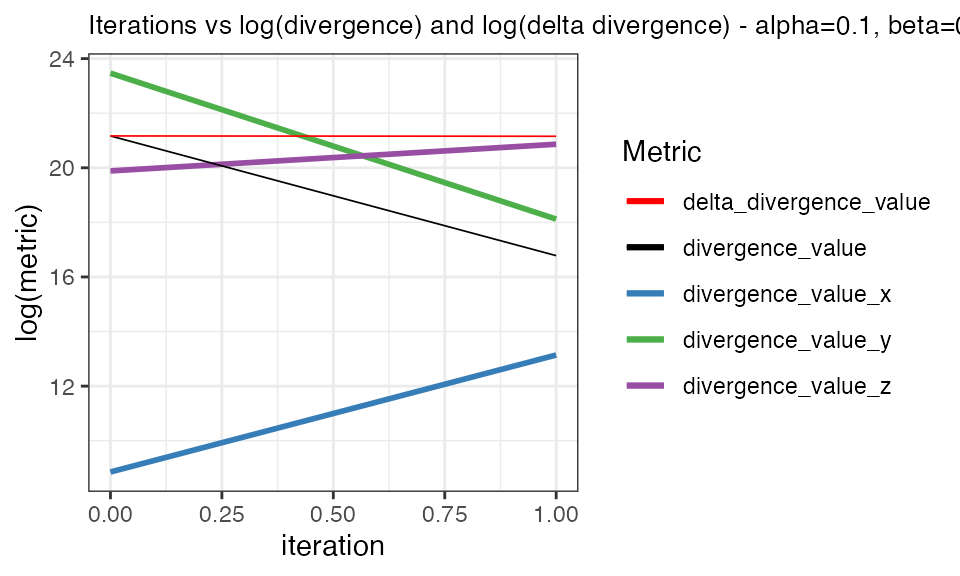 Iterations vs log(divergence) and log(delta divergence) - alpha=0.1, beta=
24
20
16
12
log(metric)
0.00 0.25 0.50 0.75 1.00
iteration
Metric
delta_divergence_value
divergence_value
divergence_value_x
divergence_value_y
divergence_value_z